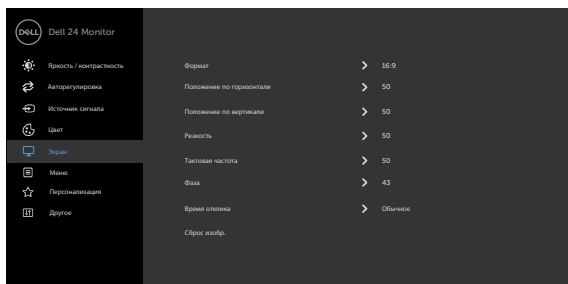 DELL Dell 24 Monitor
Яркость / контрастность
Авторегулировка
Источник сигнала
Цвет
Экран
Меню
Персонализация
Другое
Формат 16:9
Положение по горизонтали 50
Положение по вертикали 50
Резкость 50
Тактовая частота 50
Фаза 43
Время отклика Обычное
Сброс изобр.